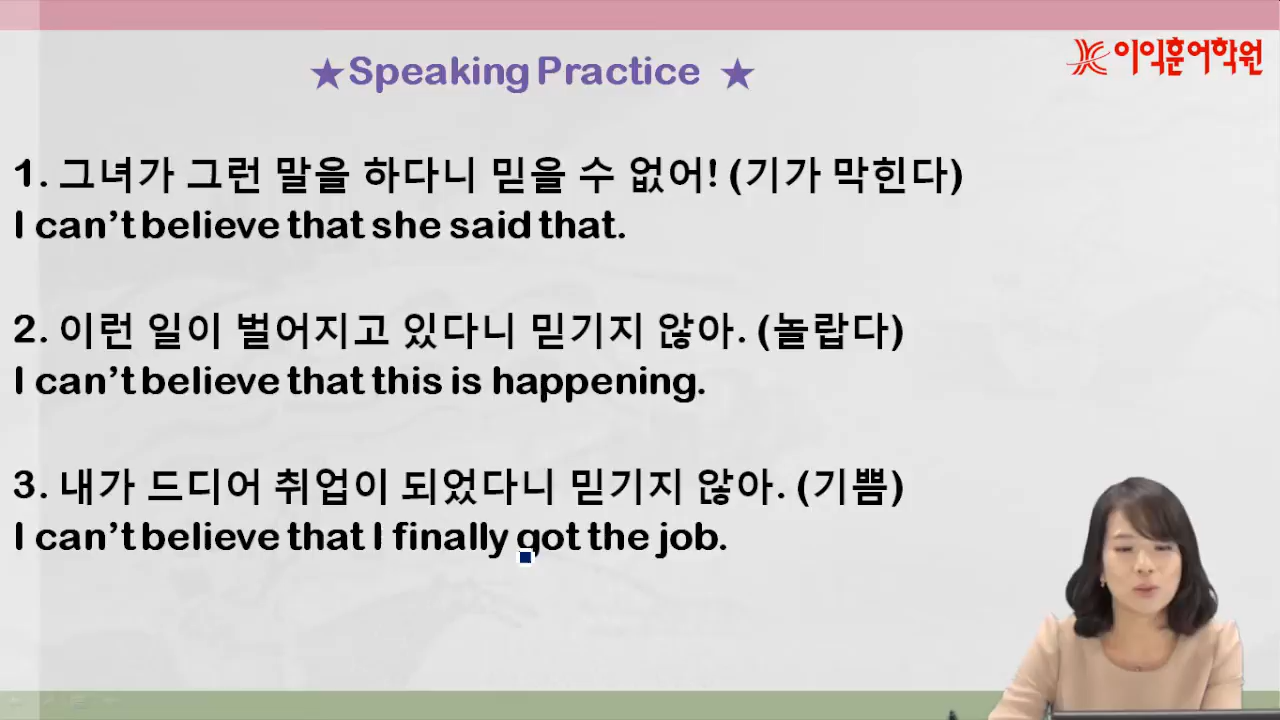 이익훈어학원
★Speaking Practice ★
1. 그녀가 그런 말을 하다니 믿을 수 없어! (기가 막힌다)
I can’t believe that she said that.
2. 이런 일이 벌어지고 있다니 믿기지 않아. (놀랍다)
I can’t believe that this is happening.
3. 내가 드디어 취업이 되었다니 믿기지 않아. (기쁨)
I can’t believe that I finally got the job.